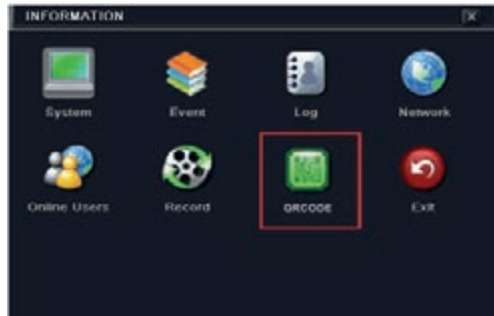 INFORMATION
System Event Log Network
Online Users Record QRCODE Exit